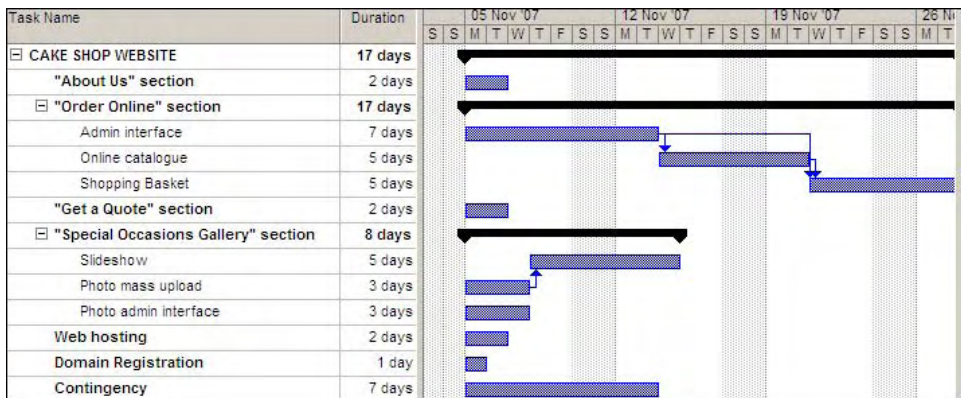 Task Name Duration 05 Nov '07 12 Nov '07 19 Nov '07 26 N
S S M T W T F S S M T W T F S S M T W T F S S M T
CAKE SHOP WEBSITE 17 days
"About Us" section 2 days
"Order Online" section 17 days
Admin interface 7 days
Online catalogue 5 days
Shopping Basket 5 days
"Get a Quote" section 2 days
"Special Occasions Gallery" section 8 days
Slideshow 5 days
Photo mass upload 3 days
Photo admin interface 3 days
Web hosting 2 days
Domain Registration 1 day
Contingency 7 days